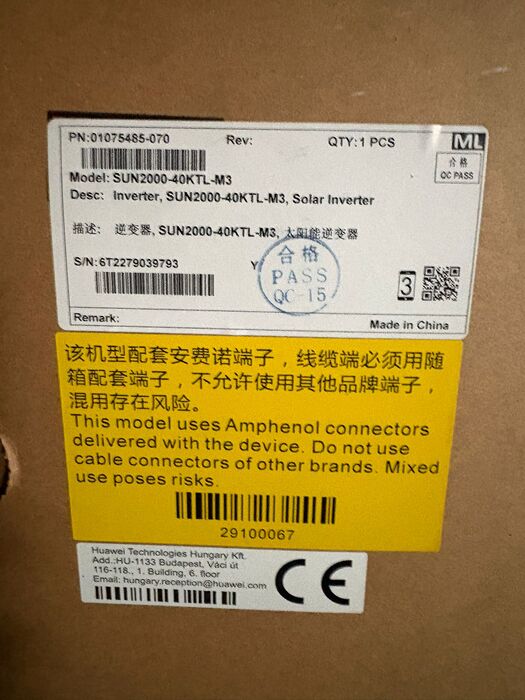 PN:01075485-070 Rev: QTY:1 PCS ML
合格
QC PASS
Model: SUN2000-40KTL-M3
Desc: Inverter, SUN2000-40KTL-M3, Solar Inverter
描述: 逆变器, SUN2000-40KTL-M3, 太阳能逆变器
S/N:6T2279039793 Y
合格
PASS
QC-15
3
Remark: Made in China
该机型配套安费诺端子，线缆端必须用随
箱配套端子，不允许使用其他品牌端子，
混用存在风险。
This model uses Amphenol connectors
delivered with the device. Do not use
cable connectors of other brands. Mixed
use poses risks.
29100067
Huawei Technologies Hungary Kft.
Add.:HU-1133 Budapest, Váci út
116-118., 1. Building, 6. floor
Email: hungary.reception@huawei.com
CE